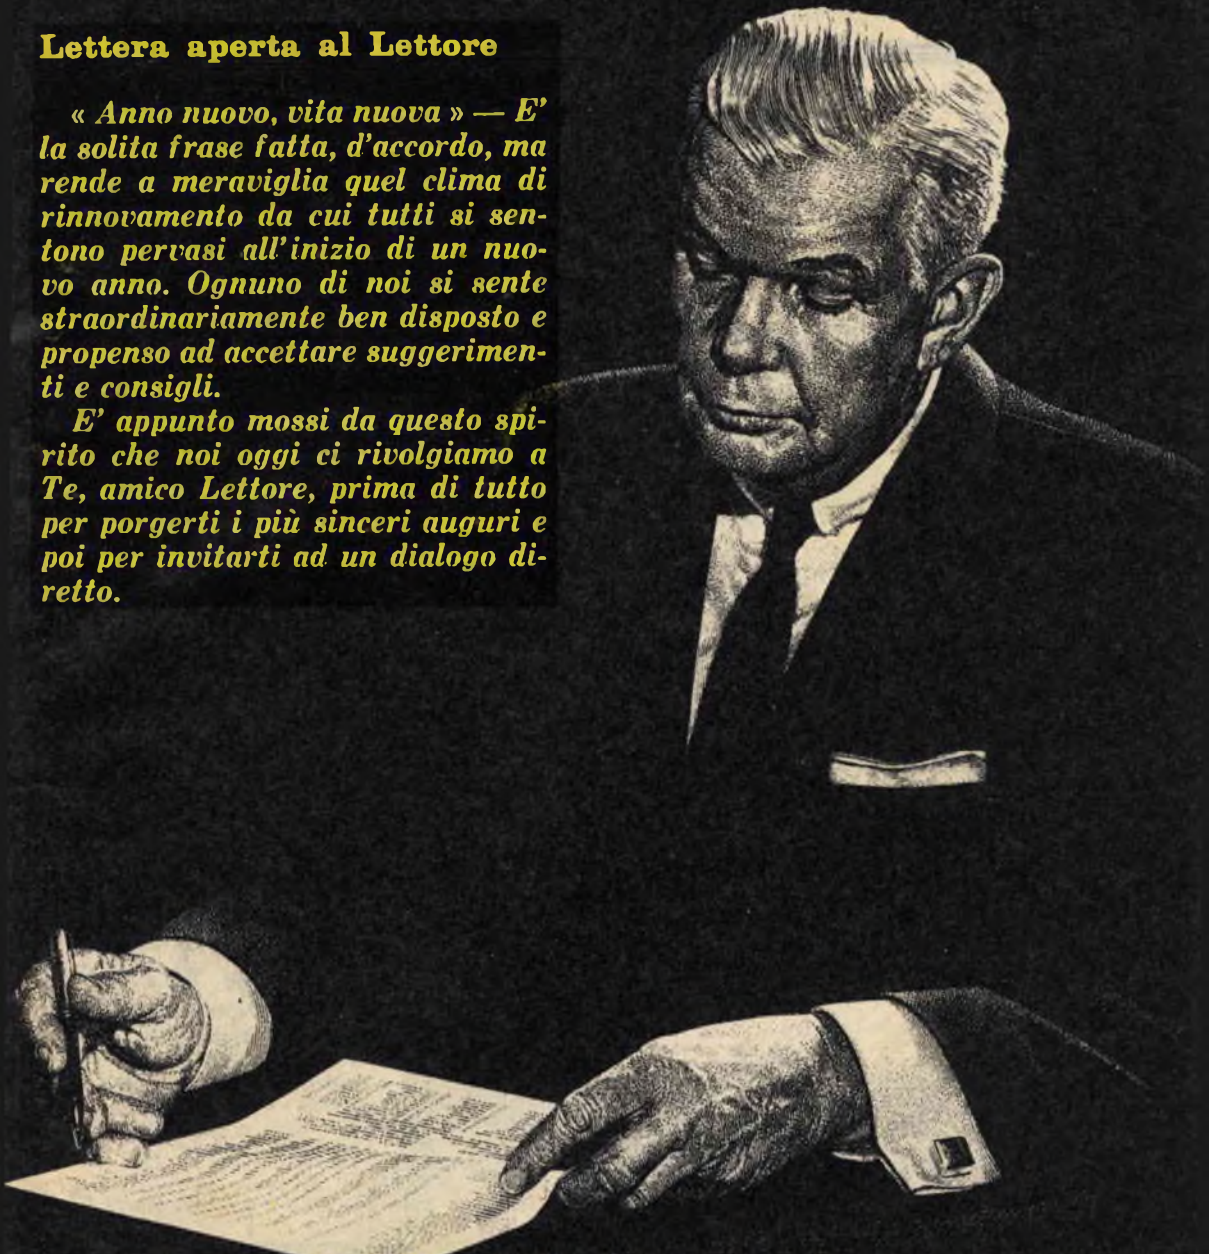 Lettera aperta al Lettore
« Anno nuovo, vita nuova » — E'
la solita frase fatta, d'accordo, ma
rende a meraviglia quel clima di
rinnovamento da cui tutti si sen-
tono pervasi all'inizio di un nuo-
vo anno. Ognuno di noi si sente
straordinariamente ben disposto e
propenso ad accettare suggerimen-
ti e consigli.
E' appunto mossi da questo spi-
rito che noi oggi ci rivolgiamo a
Te, amico Lettore, prima di tutto
per porgerti i più sinceri auguri e
poi per invitarti ad un dialogo di-
retto.